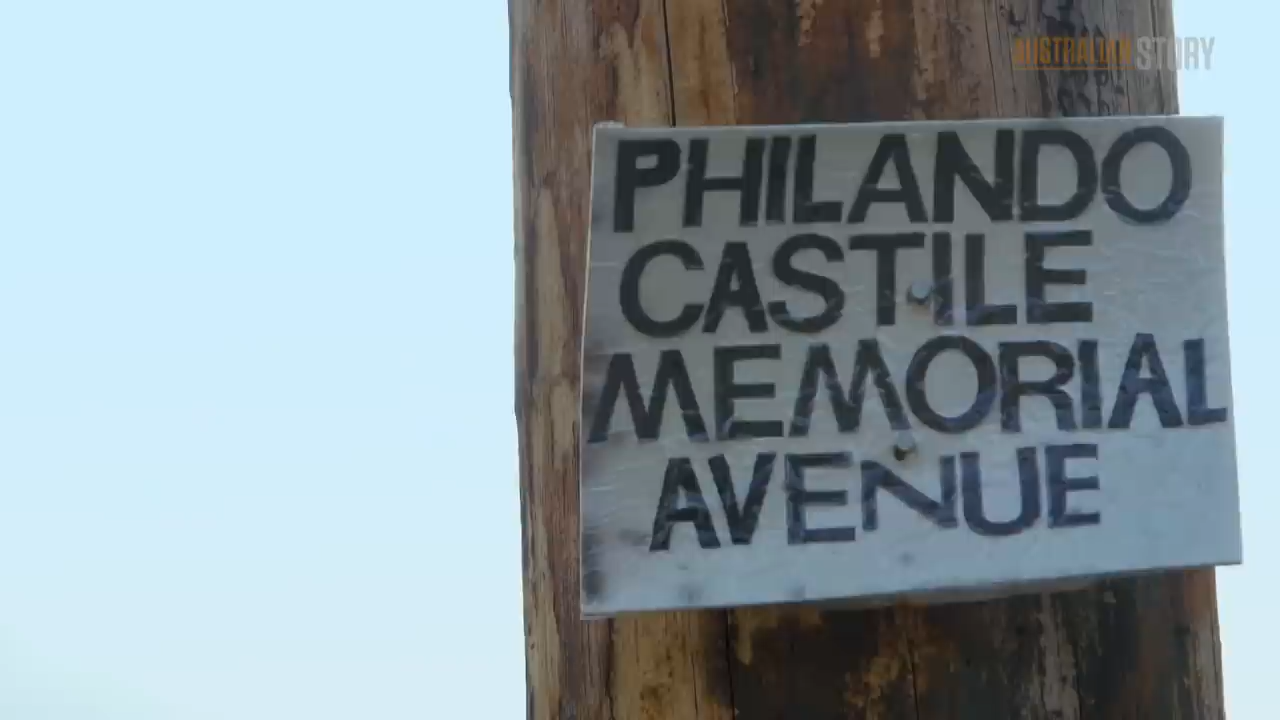 AUSTRALIAN STORY
PHILANDO
CASTILE
MEMORIAL
AVENUE